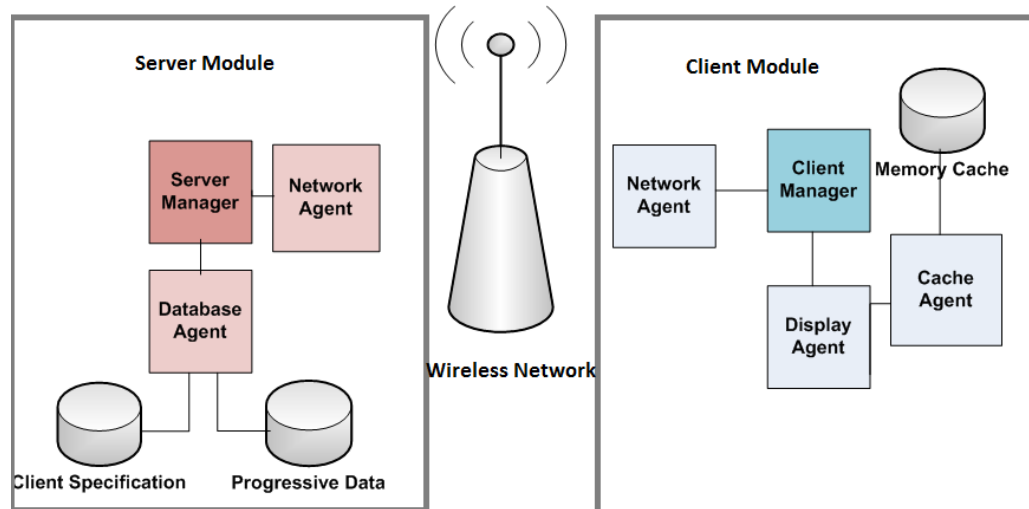 Server Module
Server
Manager
Network
Agent
Database
Agent
Client Specification
Progressive Data
Wireless Network
Client Module
Network
Agent
Client
Manager
Memory Cache
Display
Agent
Cache
Agent